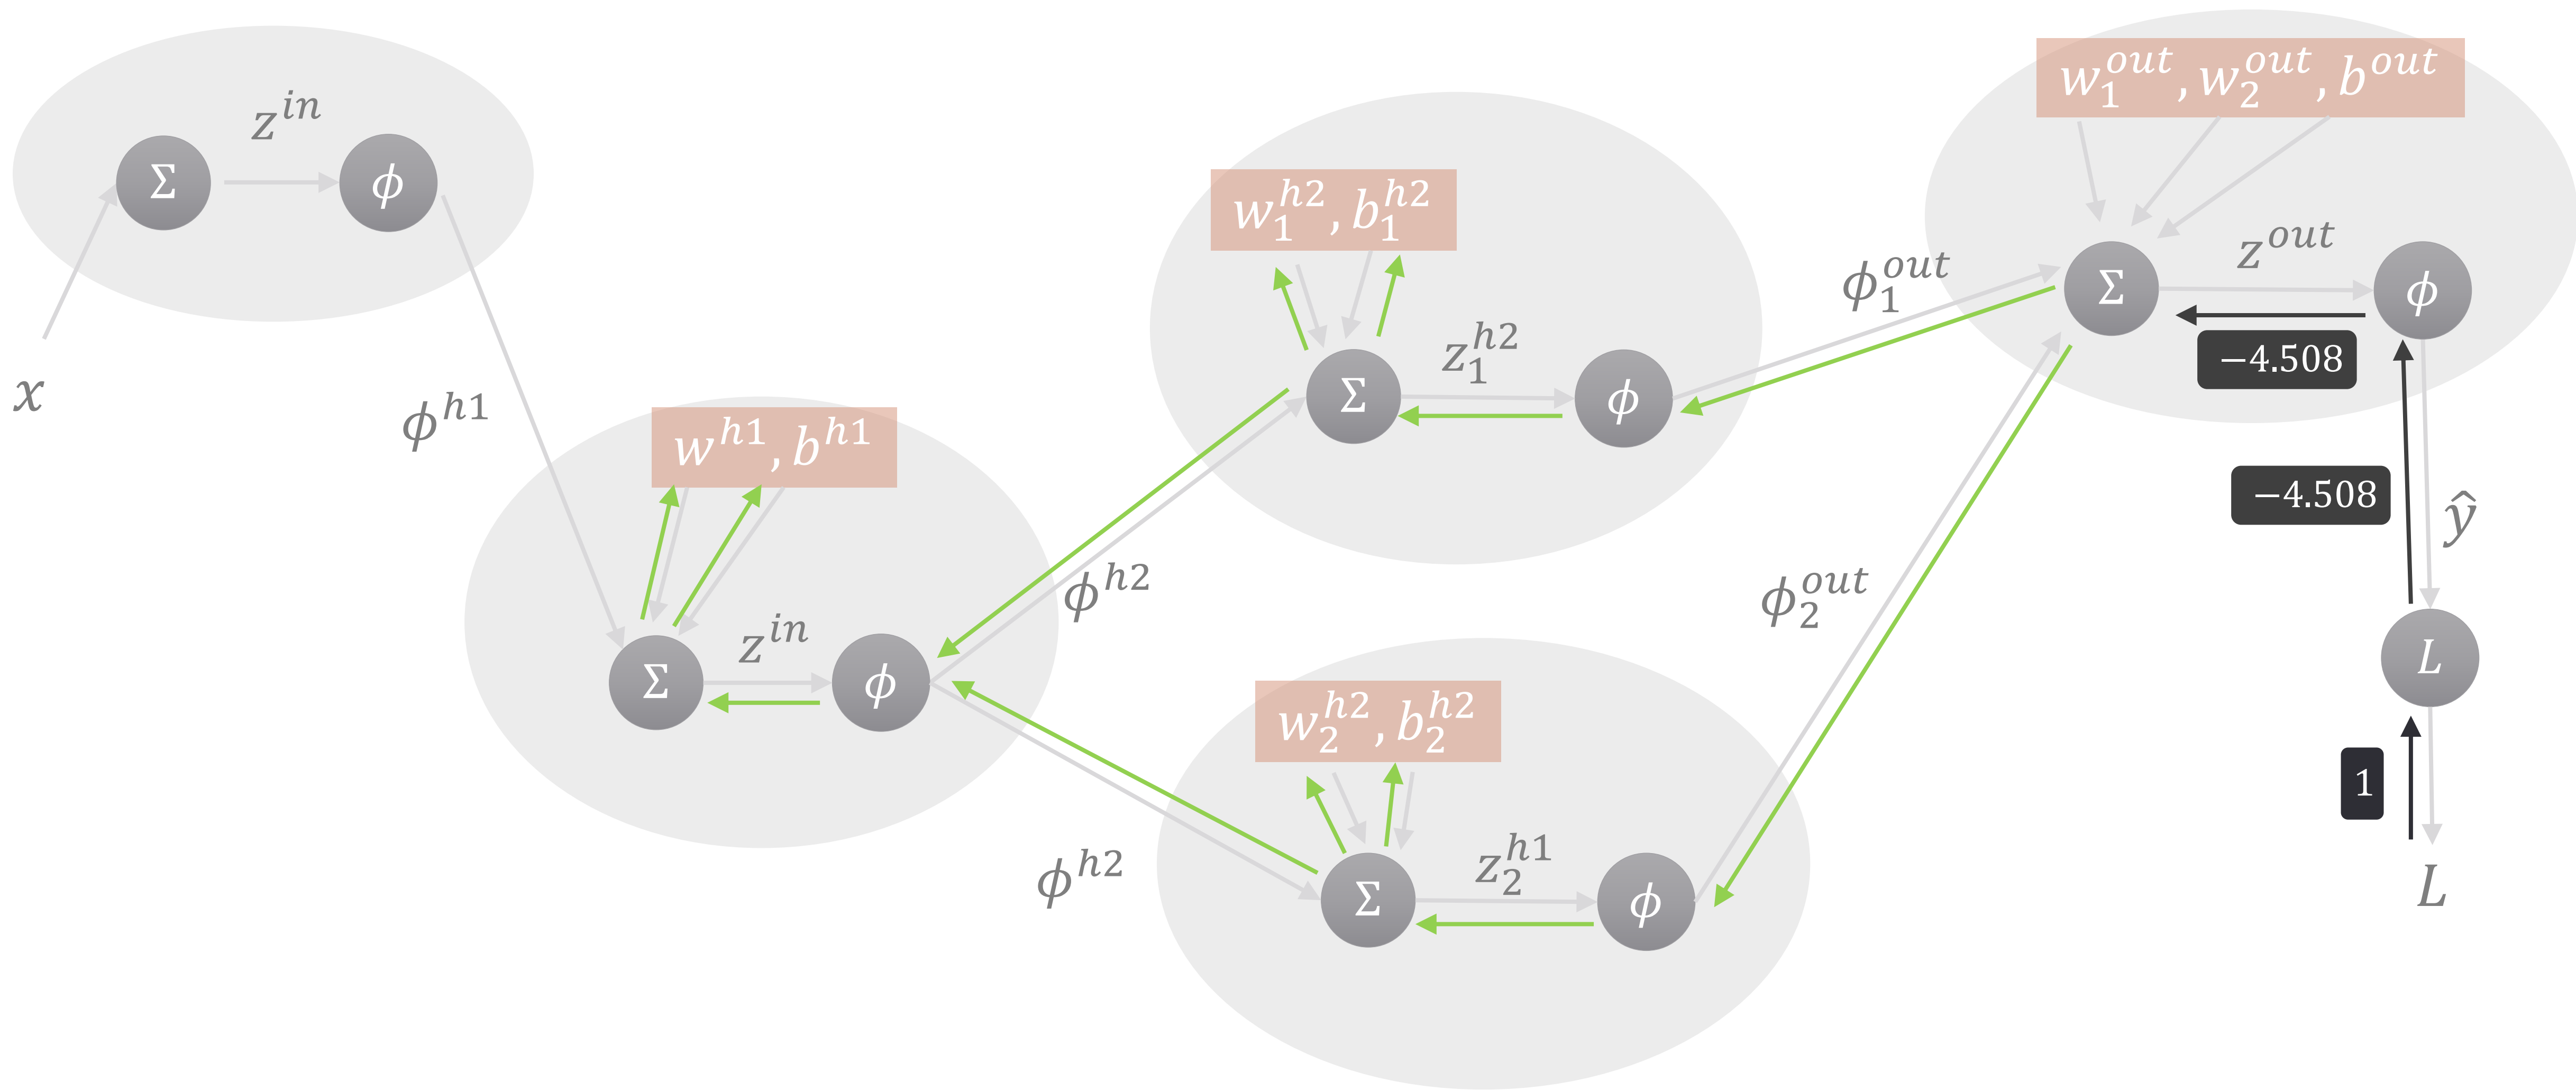 z^{in}
Σ
ϕ
x
ϕ^{h1}
w^{h1}, b^{h1}
z^{in}
Σ
ϕ
ϕ^{h2}
ϕ^{h2}
w_1^{h2}, b_1^{h2}
z_1^{h2}
Σ
ϕ
w_2^{h2}, b_2^{h2}
z_2^{h1}
Σ
ϕ
ϕ_1^{out}
ϕ_2^{out}
w_1^{out}, w_2^{out}, b^{out}
z^{out}
Σ
ϕ
−4.508
−4.508
ŷ
L
1
L